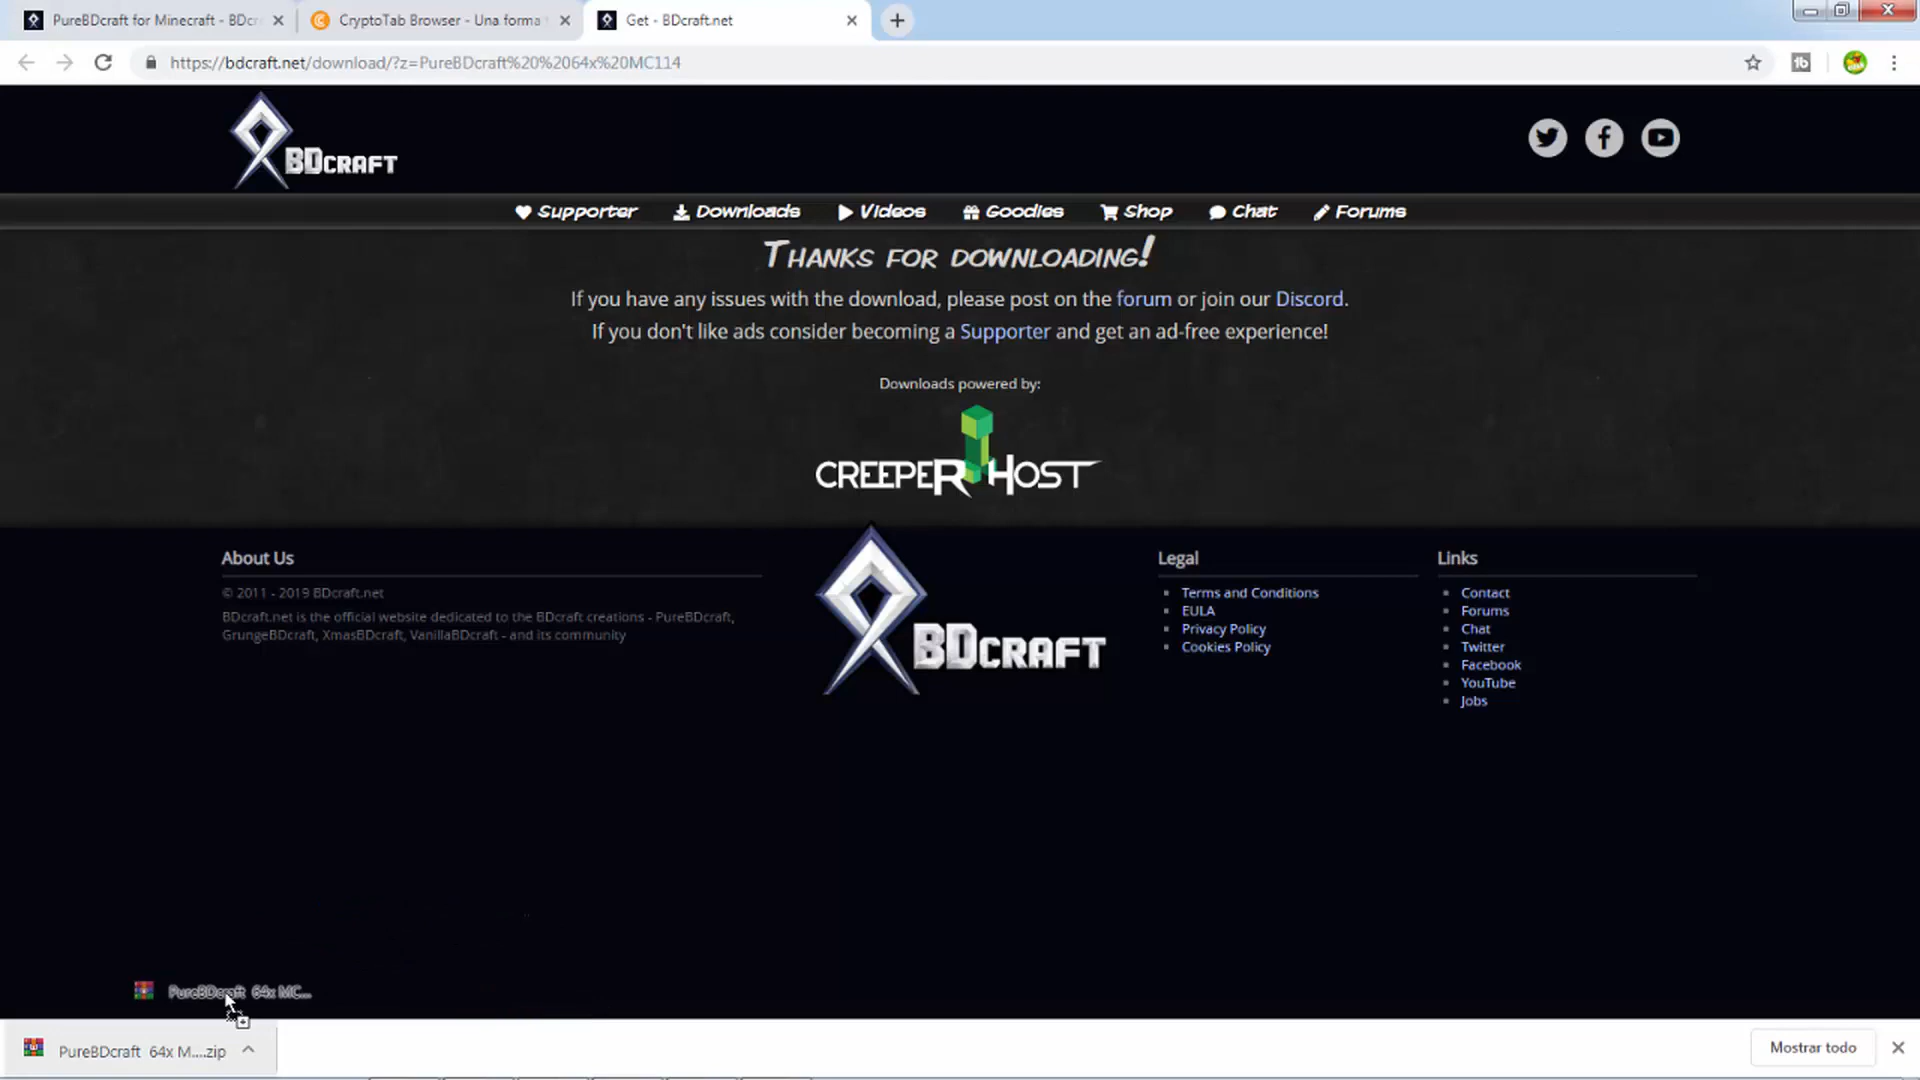 PureBDcraft for Minecraft - BDcr
CryptoTab Browser - Una forma
Get - BDcraft.net
https://bdcraft.net/download/?z=PureBDcraft%20%2064x%20MC114
BDCRAFT
Supporter
Downloads
Videos
Goodies
Shop
Chat
Forums
THANKS FOR DOWNLOADING!
If you have any issues with the download, please post on the forum or join our Discord.
If you don't like ads consider becoming a Supporter and get an ad-free experience!
Downloads powered by:
CREEPER HOST
About Us
© 2011 - 2019 BDcraft.net
BDcraft.net is the official website dedicated to the BDcraft creations - PureBDcraft,
GrungeBDcraft, XmasBDcraft, VanillaBDcraft - and its community
BDCRAFT
Legal
Terms and Conditions
EULA
Privacy Policy
Cookies Policy
Links
Contact
Forums
Chat
Twitter
Facebook
YouTube
Jobs
PureBDcraft 64x MC...
PureBDcraft 64x M....zip
Mostrar todo